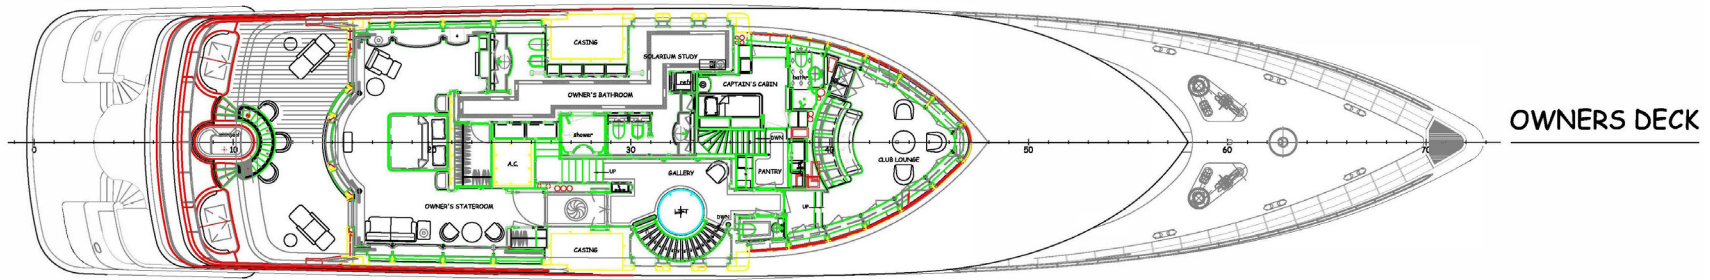 CASING
SOLARIUM STUDY
OWNER'S BATHROOM
CAPTAIN'S CABIN
bathr
OWNERS DECK
shower
DWN
0
10
20
30
40
50
60
70
A.C.
UP
GALLERY
PANTRY
CLUB LOUNGE
OWNER'S STATEROOM
LIFT
UP
DWN
CASING